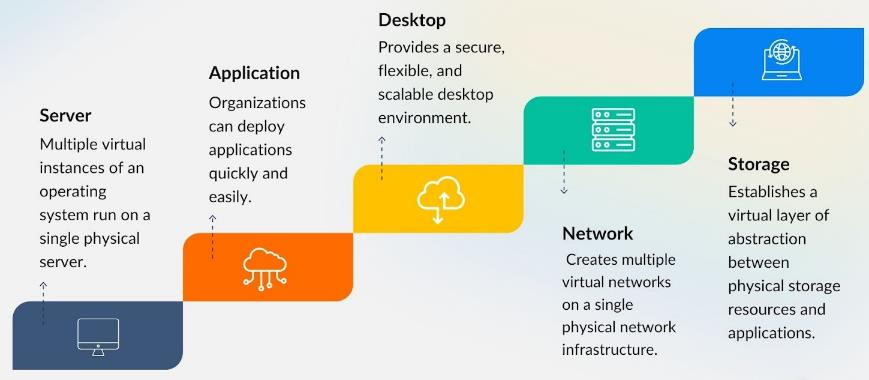 Server
Multiple virtual
instances of an
operating
system run on a
single physical
server.
Application
Organizations
can deploy
applications
quickly and
easily.
Desktop
Provides a secure,
flexible, and
scalable desktop
environment.
Network
Creates multiple
virtual networks
on a single
physical network
infrastructure.
Storage
Establishes a
virtual layer of
abstraction
between
physical storage
resources and
applications.